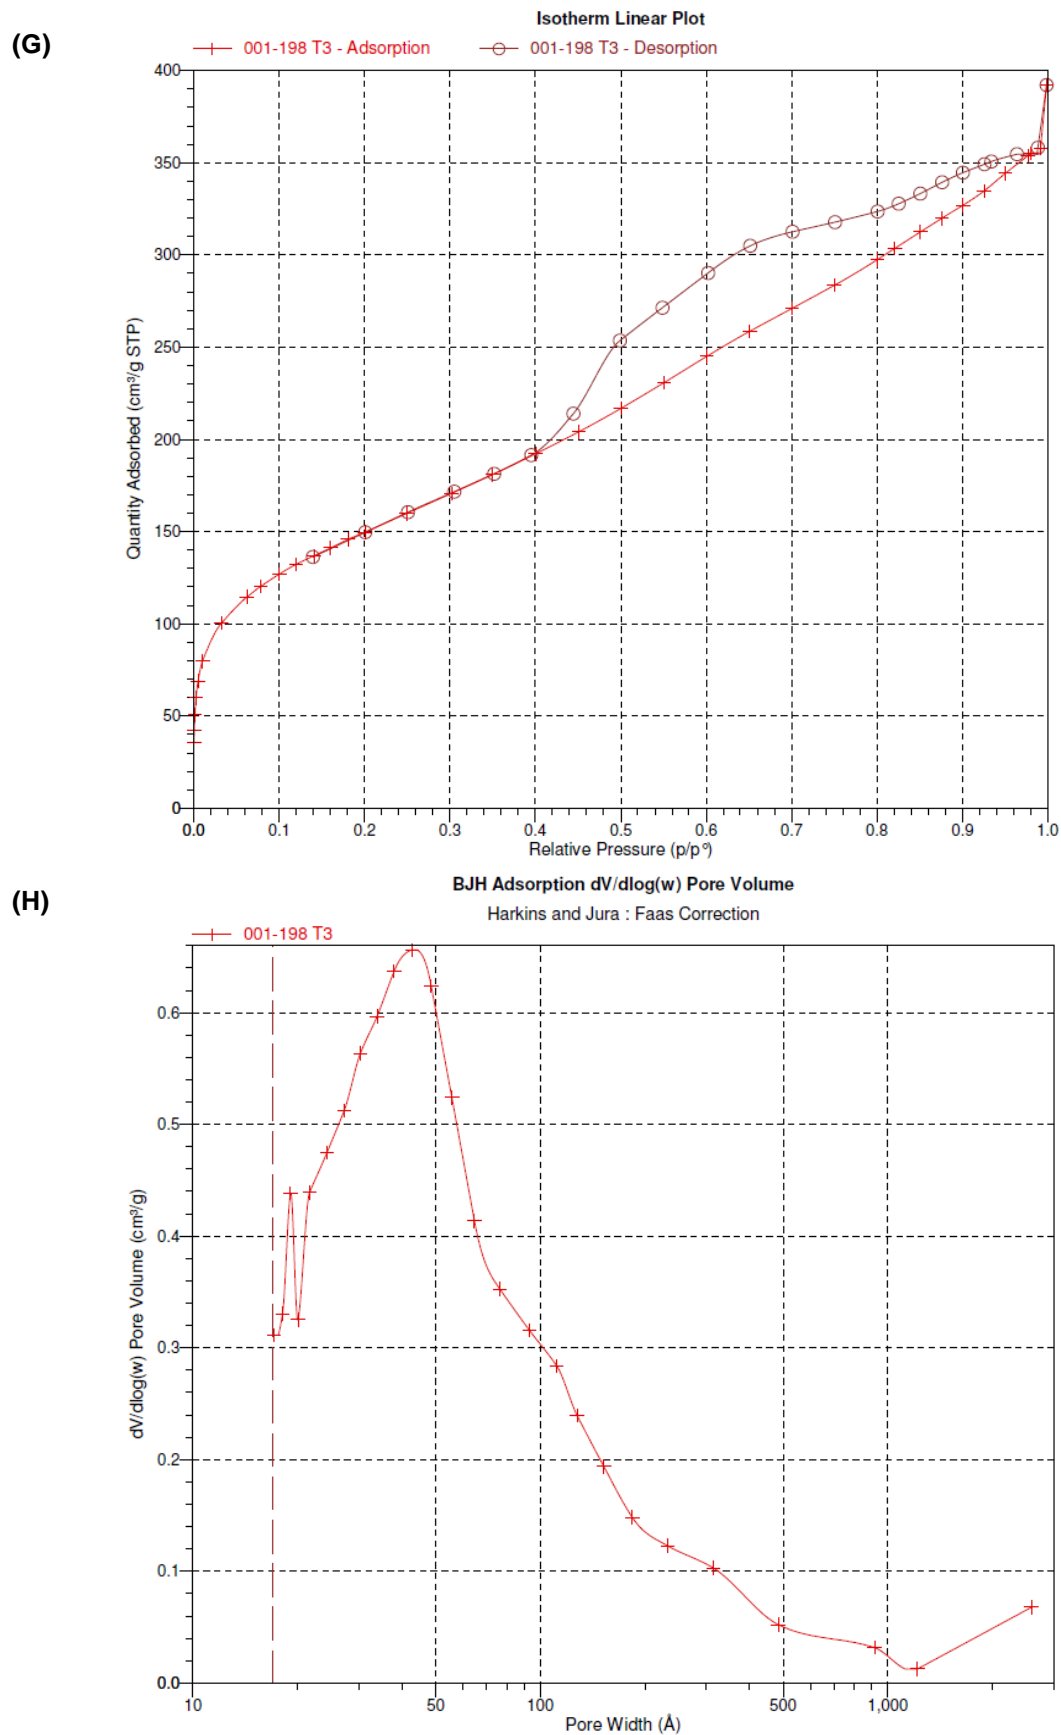 (G)
Isotherm Linear Plot
001-198 T3 - Adsorption 001-198 T3 - Desorption
Quantity Adsorbed (cm³/g STP)
400
350
300
250
200
150
100
50
0
0.0 0.1 0.2 0.3 0.4 0.5 0.6 0.7 0.8 0.9 1.0
Relative Pressure (p/p°)
(H)
BJH Adsorption dV/dlog(w) Pore Volume
Harkins and Jura : Faas Correction
001-198 T3
dV/dlog(w) Pore Volume (cm³/g)
0.6
0.5
0.4
0.3
0.2
0.1
0.0
10 50 100 500 1,000
Pore Width (Å)